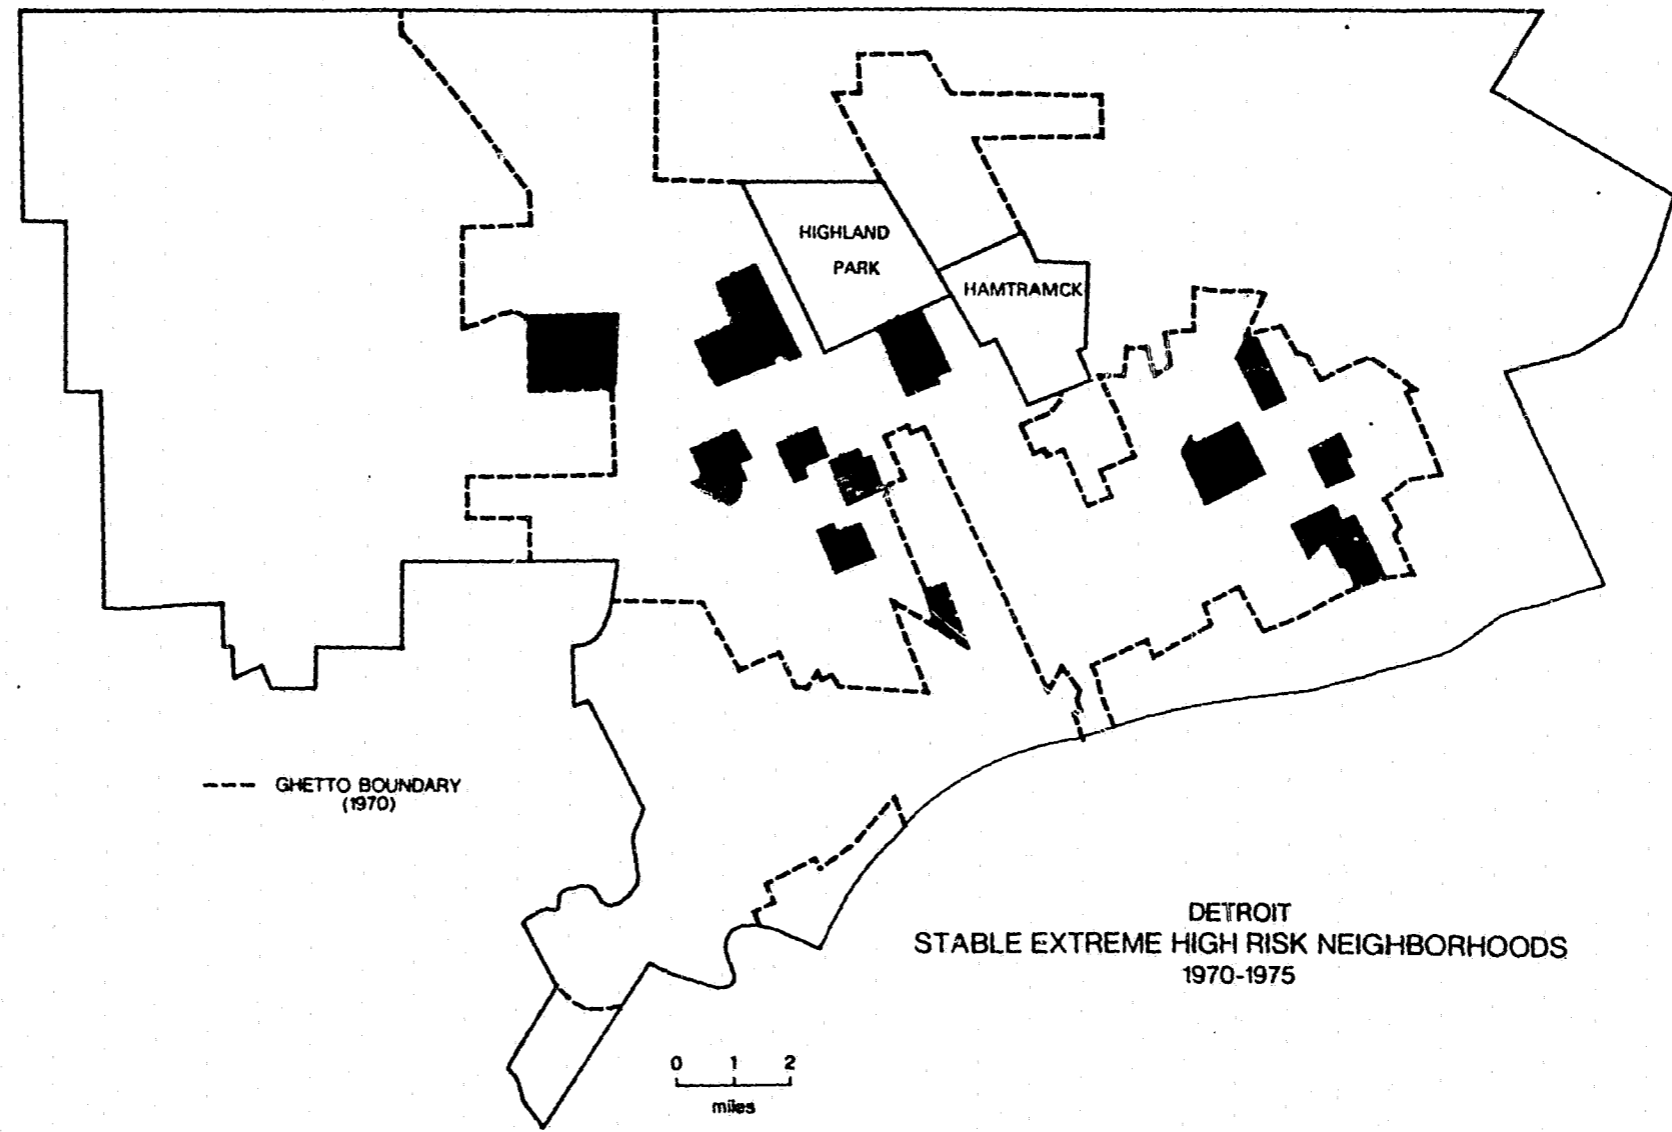 HIGHLAND
PARK
HAMTRAMCK
GHETTO BOUNDARY
(1970)
DETROIT
STABLE EXTREME HIGH RISK NEIGHBORHOODS
1970-1975
0 1 2
miles